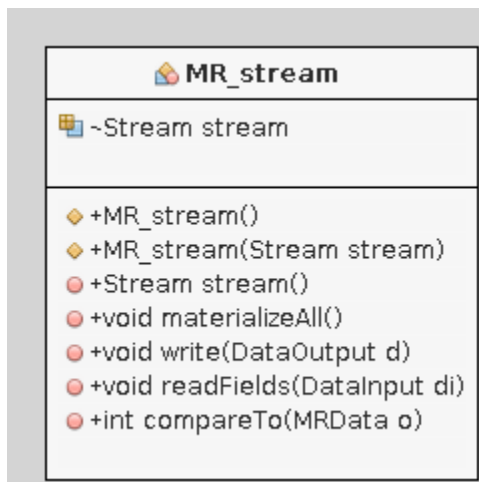 MR_stream
~Stream stream
+MR_stream()
+MR_stream(Stream stream)
+Stream stream()
+void materializeAll()
+void write(DataOutput d)
+void readFields(DataInput di)
+int compareTo(MRData o)